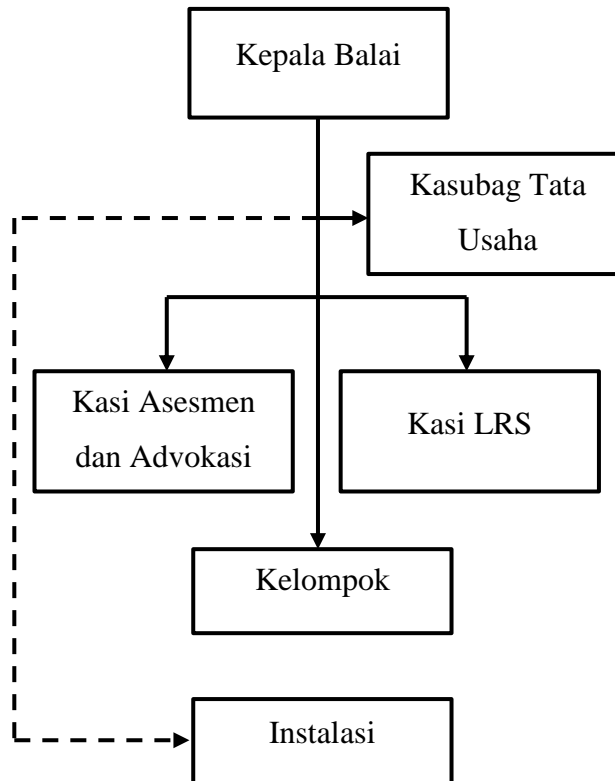 Kepala Balai
Kasubag Tata
Usaha
Kasi Asesmen
dan Advokasi
Kasi LRS
Kelompok
Instalasi